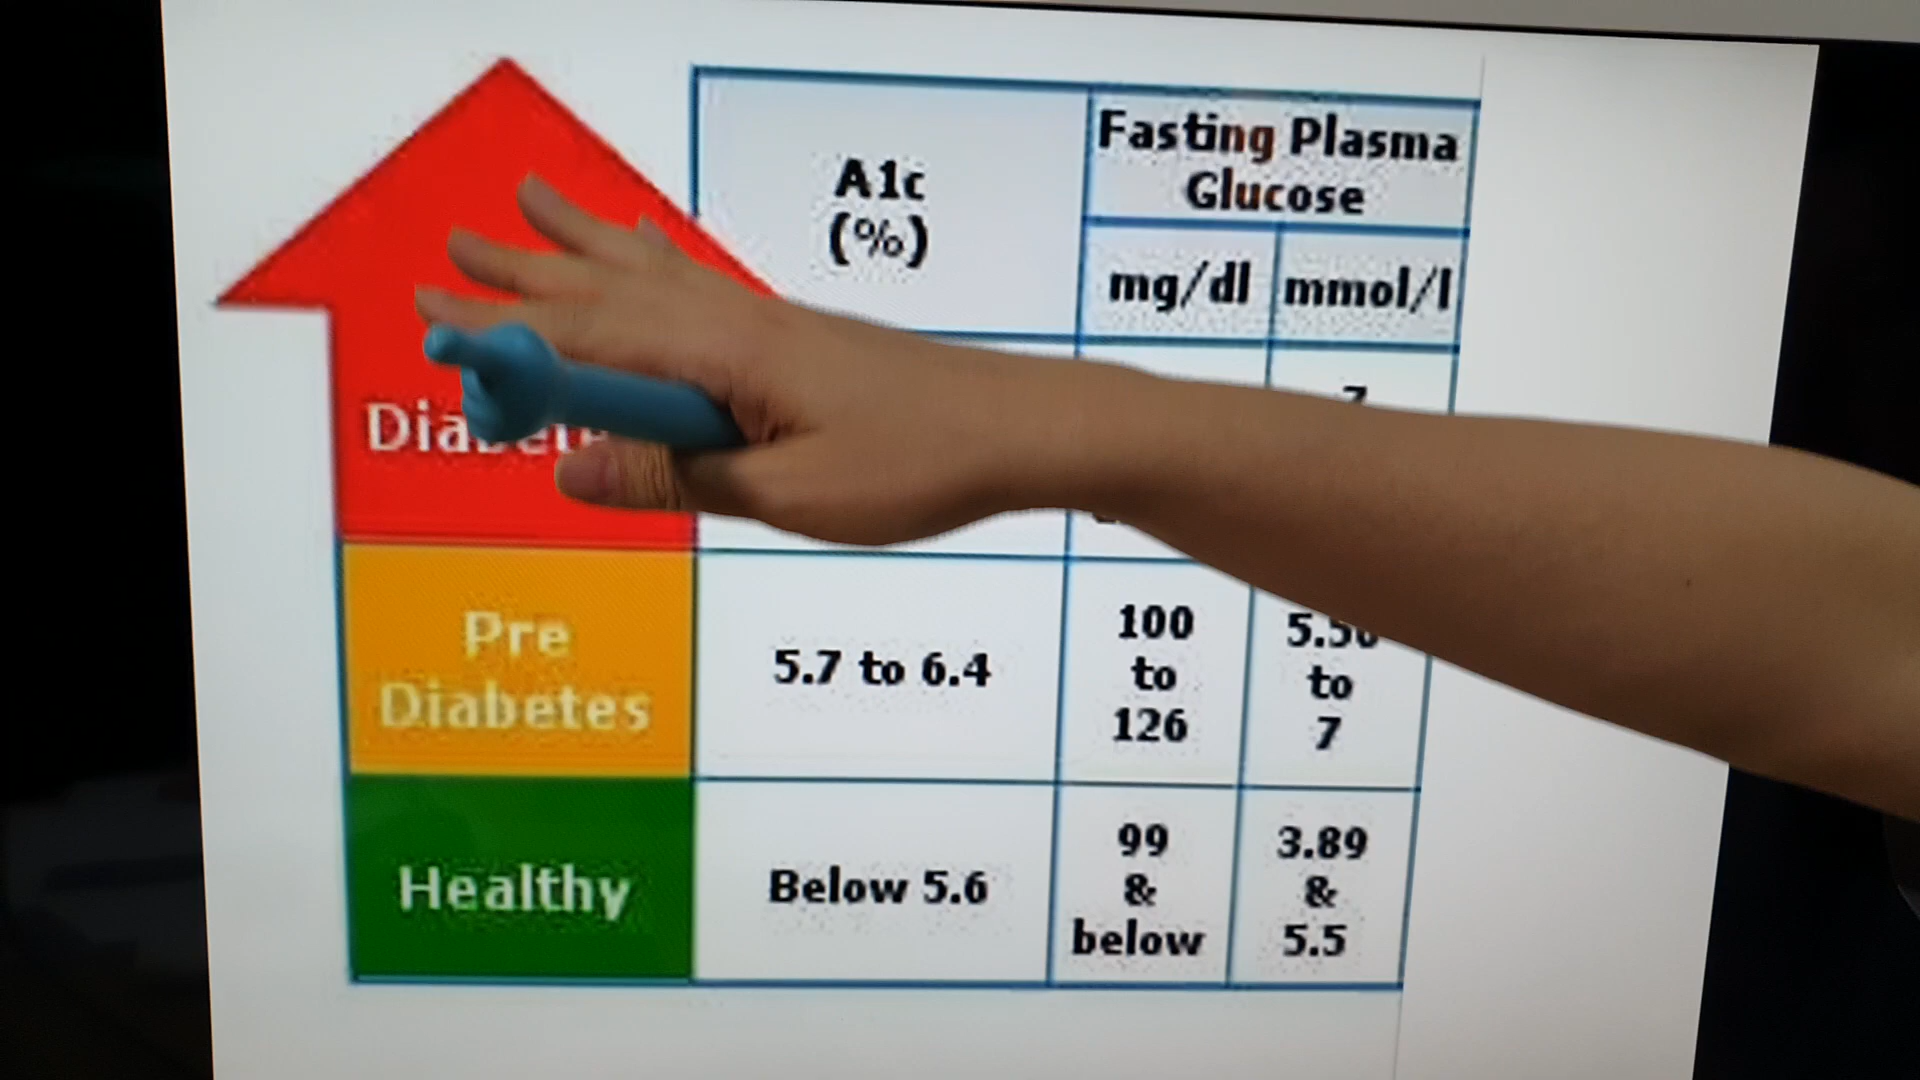 A1c
(%)
Fasting Plasma
Glucose
mg/dl
mmol/l
7
Pre
Diabetes
5.7 to 6.4
100
to
126
to
7
Healthy
Below 5.6
99
&
below
3.89
&
5.5